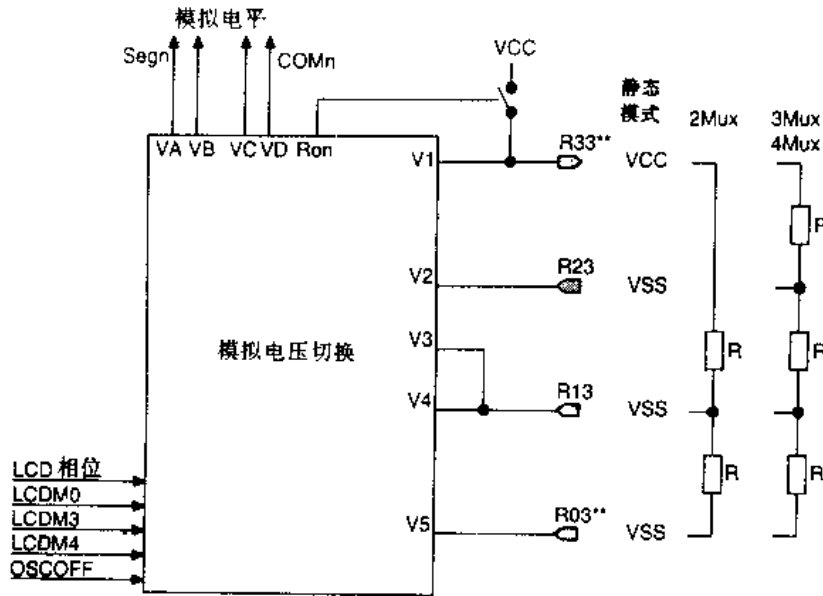 模拟电平
Segn
COMn
VCC
静态
模式
2Mux
3Mux
4Mux
VA VB VC VD Ron
V1
R33**
VCC
R
V2
R23
VSS
V3
模拟电压切换
R
R
V4
R13
VSS
LCD 相位
LCDM0
LCDM3
LCDM4
OSCOFF
R
R
V5
R03**
VSS